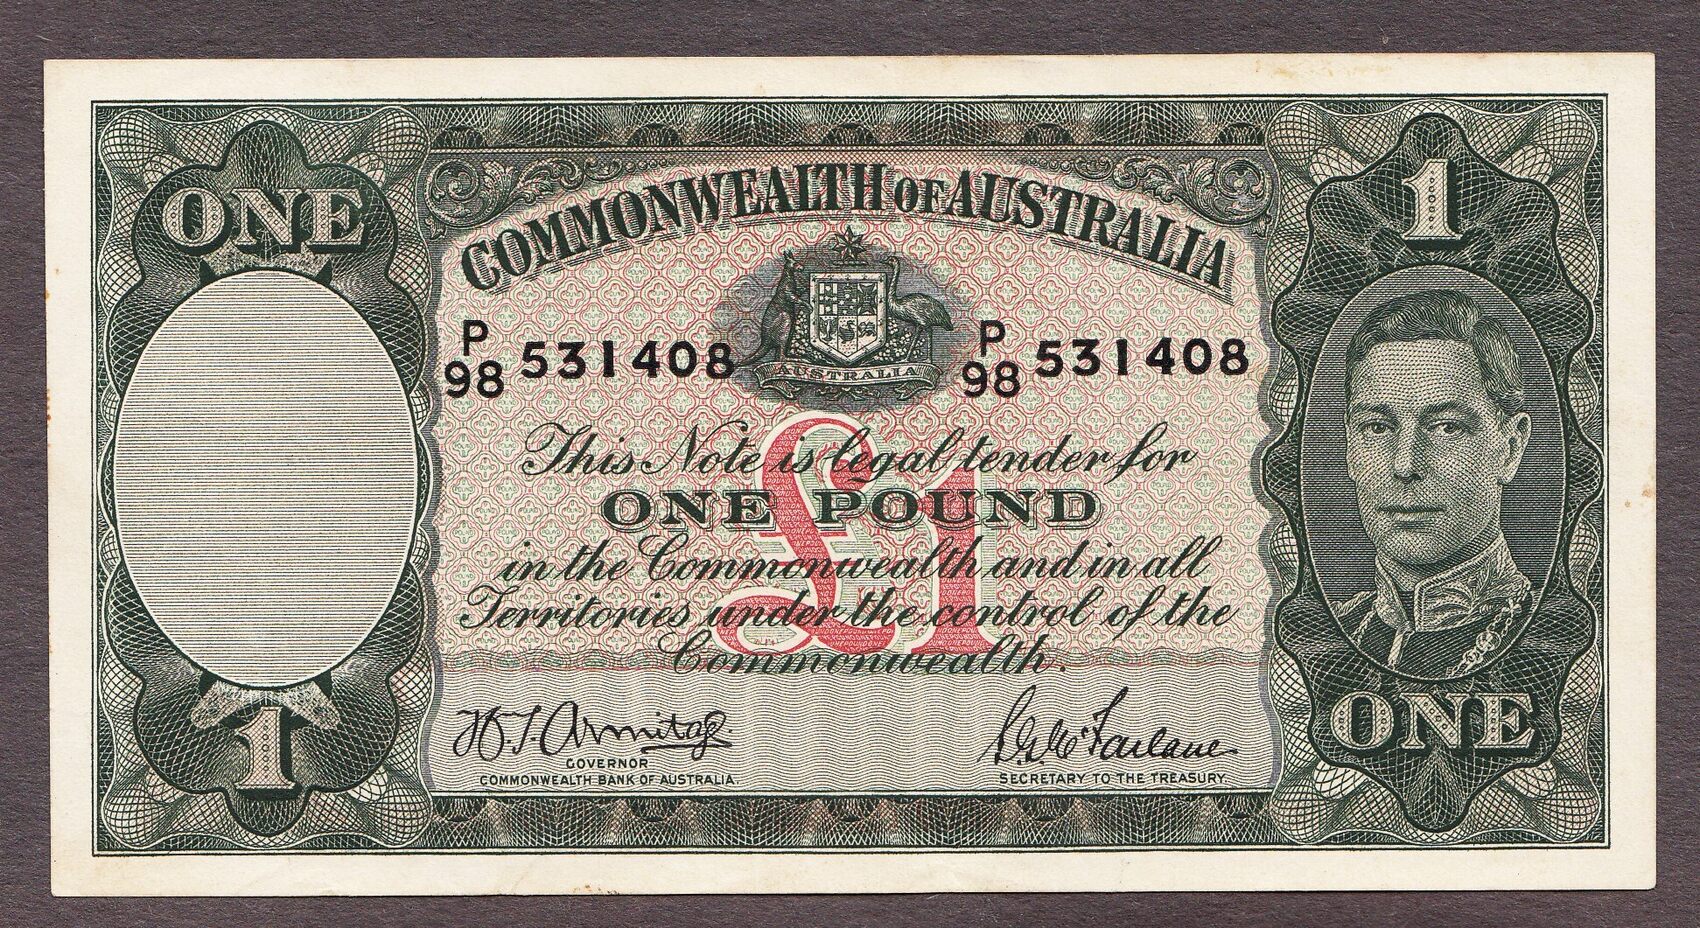 COMMONWEALTH OF AUSTRALIA
ONE
1
P
98 531408
P
98 531408
AUSTRALIA
£1
This Note is legal tender for
ONE POUND
in the Commonwealth and in all
Territories under the control of the
Commonwealth.
H.T. Armitage.
GOVERNOR
COMMONWEALTH BANK OF AUSTRALIA.
S.G. McFarlane
SECRETARY TO THE TREASURY.
1
ONE